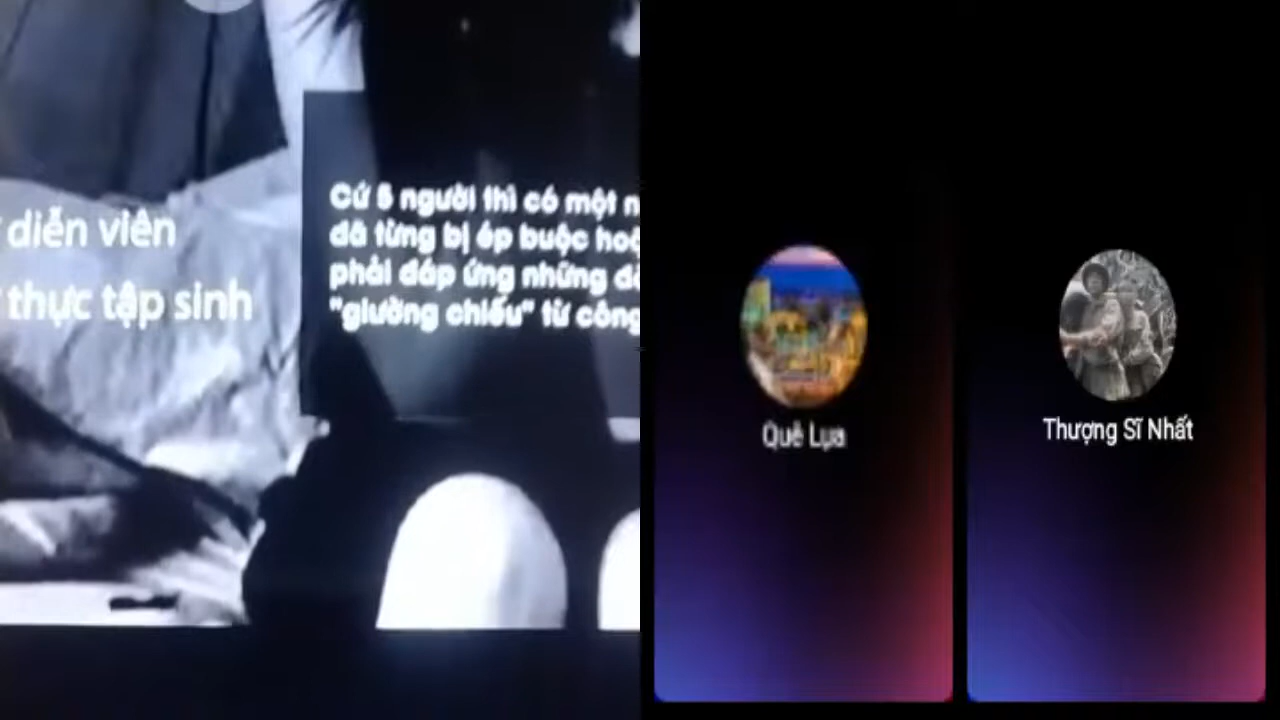 diễn viên
thực tập sinh
Cứ 5 người thì có một
đã từng bị ép buộc
phải đáp ứng những
"giường chiếu" từ công
Quê Lụa
Thượng Sĩ Nhất